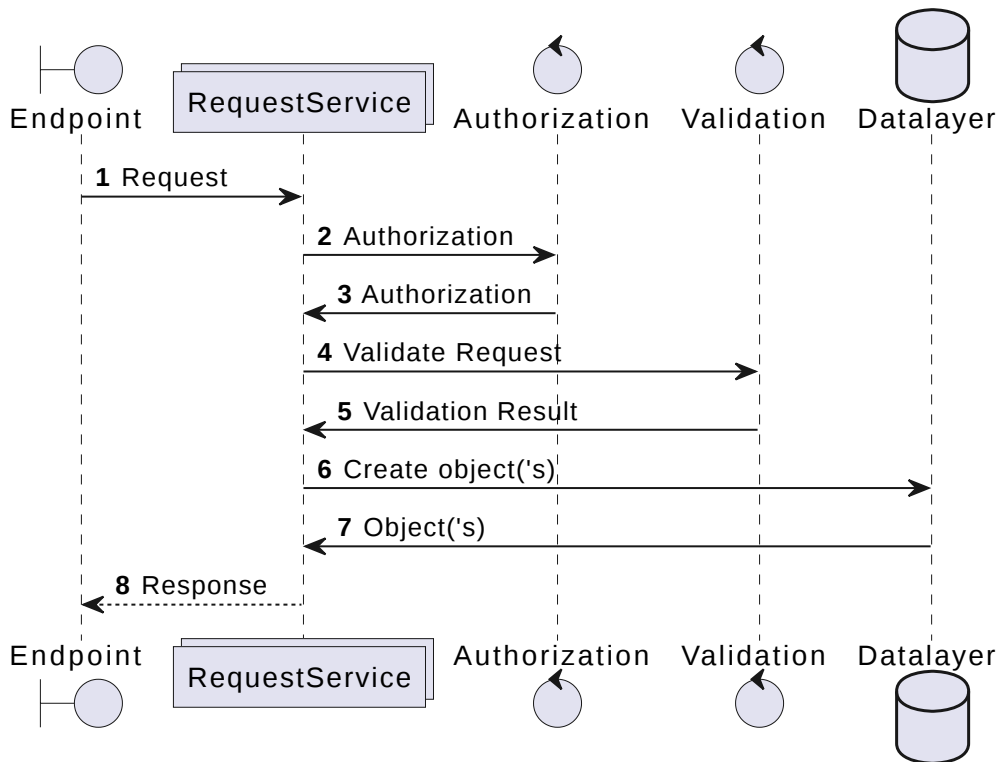 Endpoint RequestService Authorization Validation Datalayer
1 Request
2 Authorization
3 Authorization
4 Validate Request
5 Validation Result
6 Create object('s)
7 Object('s)
8 Response
Endpoint RequestService Authorization Validation Datalayer